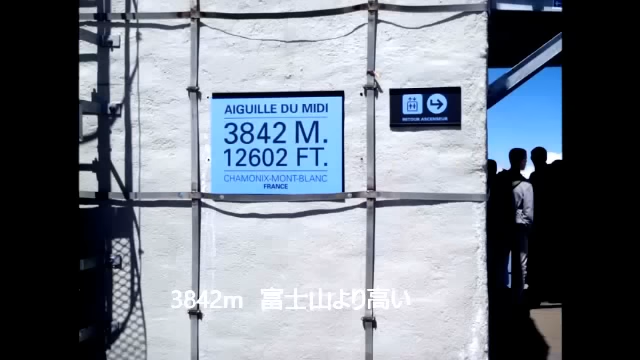 AIGUILLE DU MIDI
3842 M.
12602 FT.
CHAMONIX-MONT-BLANC
FRANCE
RETOUR ASCENSEUR
3842m 富士山より高い